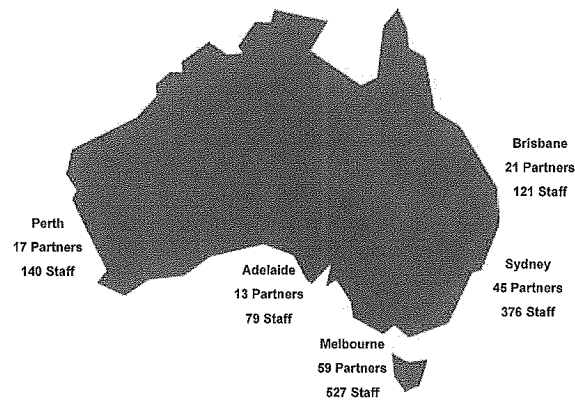 Brisbane
21 Partners
121 Staff
Perth
17 Partners
140 Staff
Adelaide
13 Partners
79 Staff
Sydney
45 Partners
376 Staff
Melbourne
59 Partners
527 Staff